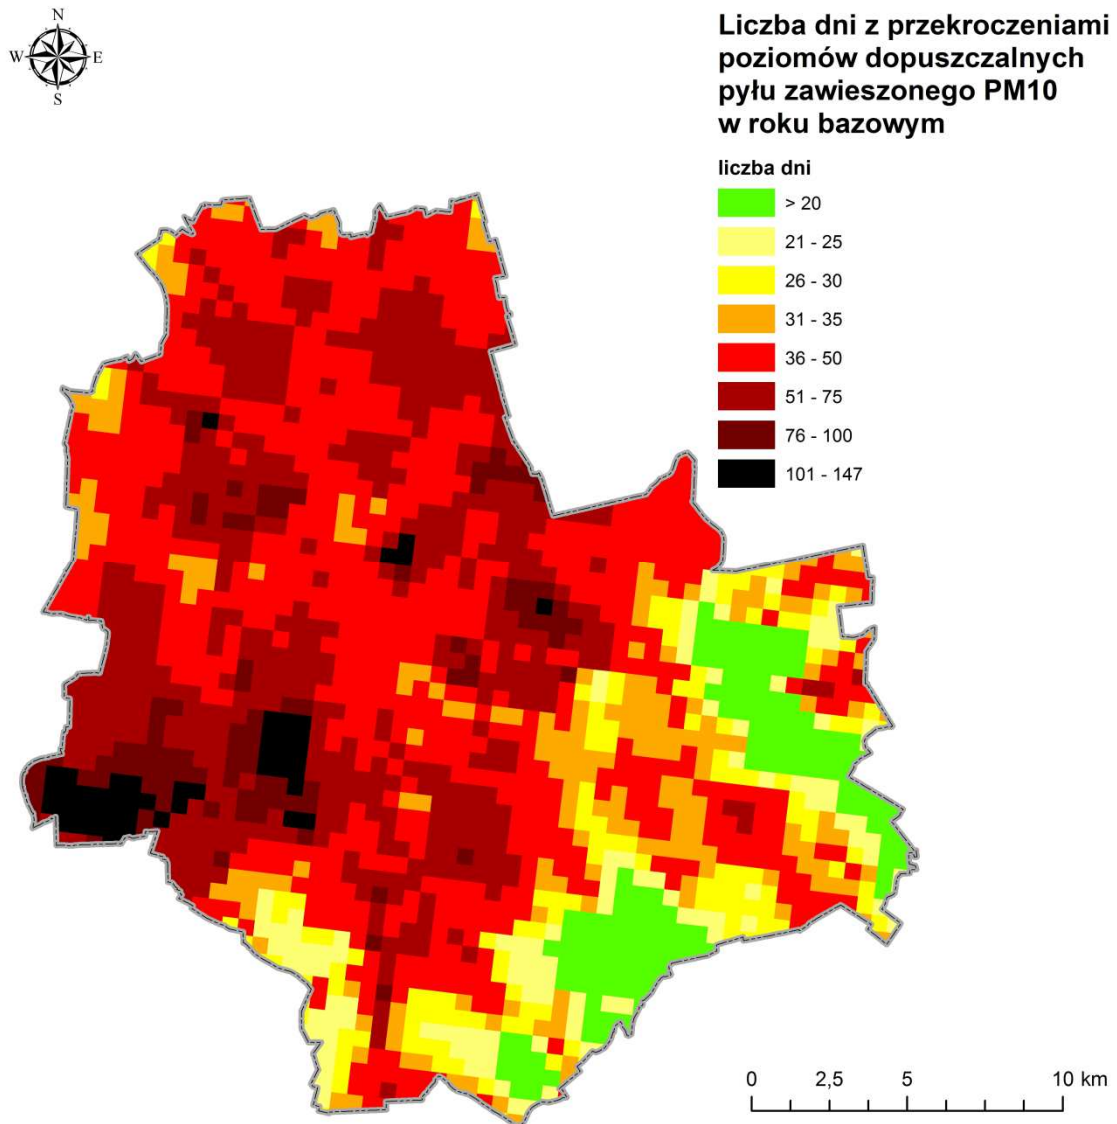 N
W E
S
Liczba dni z przekroczeniami
poziomów dopuszczalnych
pyłu zawieszonego PM10
w roku bazowym
liczba dni
> 20
21 - 25
26 - 30
31 - 35
36 - 50
51 - 75
76 - 100
101 - 147
0 2,5 5 10 km